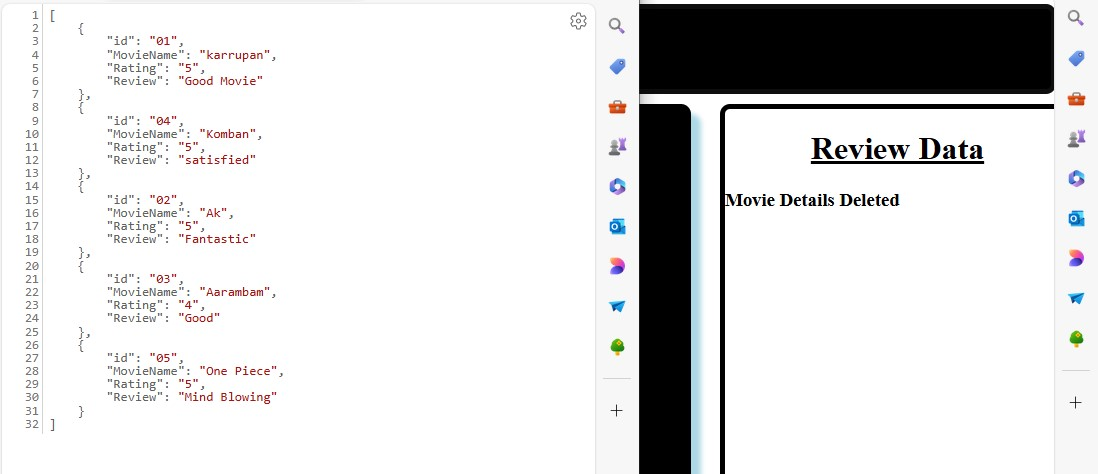 1 [
2 {
3 "id": "01",
4 "MovieName": "karrupan",
5 "Rating": "5",
6 "Review": "Good Movie"
7 },
8 {
9 "id": "04",
10 "MovieName": "Komban",
11 "Rating": "5",
12 "Review": "satisfied"
13 },
14 {
15 "id": "02",
16 "MovieName": "Ak",
17 "Rating": "5",
18 "Review": "Fantastic"
19 },
20 {
21 "id": "03",
22 "MovieName": "Aarambam",
23 "Rating": "4",
24 "Review": "Good"
25 },
26 {
27 "id": "05",
28 "MovieName": "One Piece",
29 "Rating": "5",
30 "Review": "Mind Blowing"
31 }
32 ]
Review Data
Movie Details Deleted